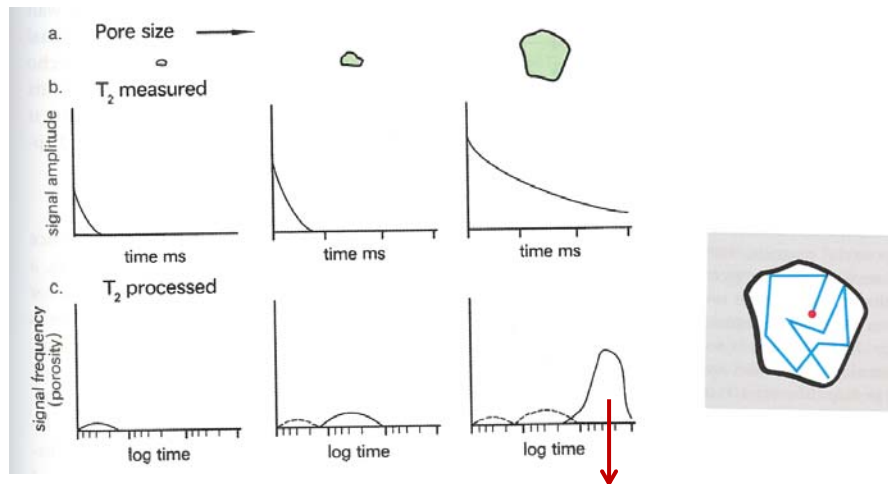 a. Pore size
b. T2 measured
signal amplitude
time ms
time ms
time ms
c. T2 processed
signal frequency
(porosity)
log time
log time
log time